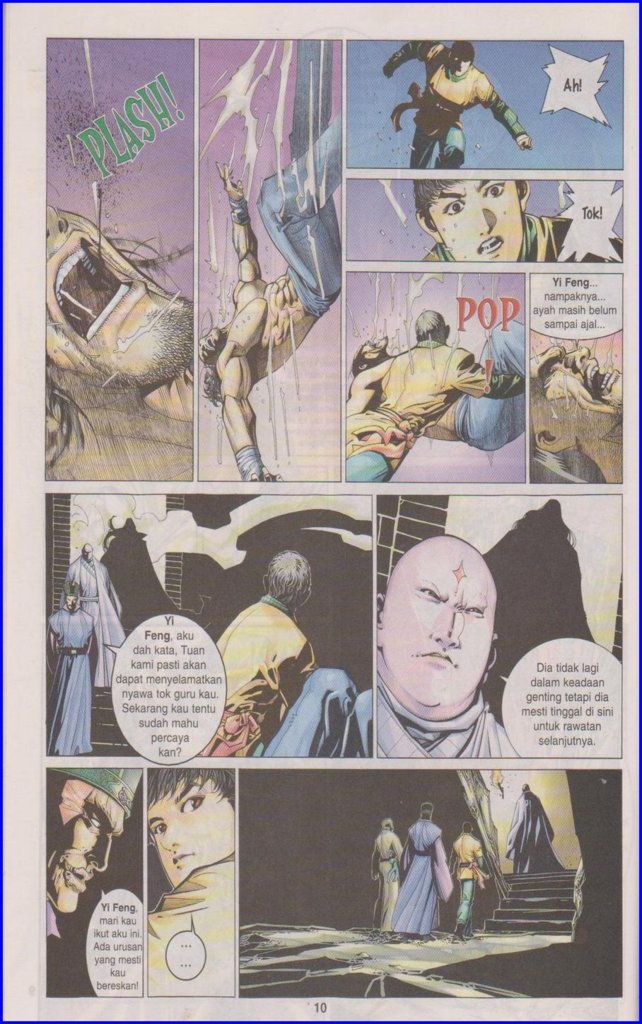 PLASH!
Ah!
Tok!
POP
!
Yi Feng...
nampaknya...
ayah masih belum
sampai ajal...
Yi
Feng, aku
dah kata, Tuan
kami pasti akan
dapat menyelamatkan
nyawa tok guru kau.
Sekarang kau tentu
sudah mahu
percaya
kan?
Dia tidak lagi
dalam keadaan
genting tetapi dia
mesti tinggal di sini
untuk rawatan
selanjutnya.
Yi Feng,
mari kau
ikut aku ini.
Ada urusan
yang mesti
kau
bereskan!
...
...
10